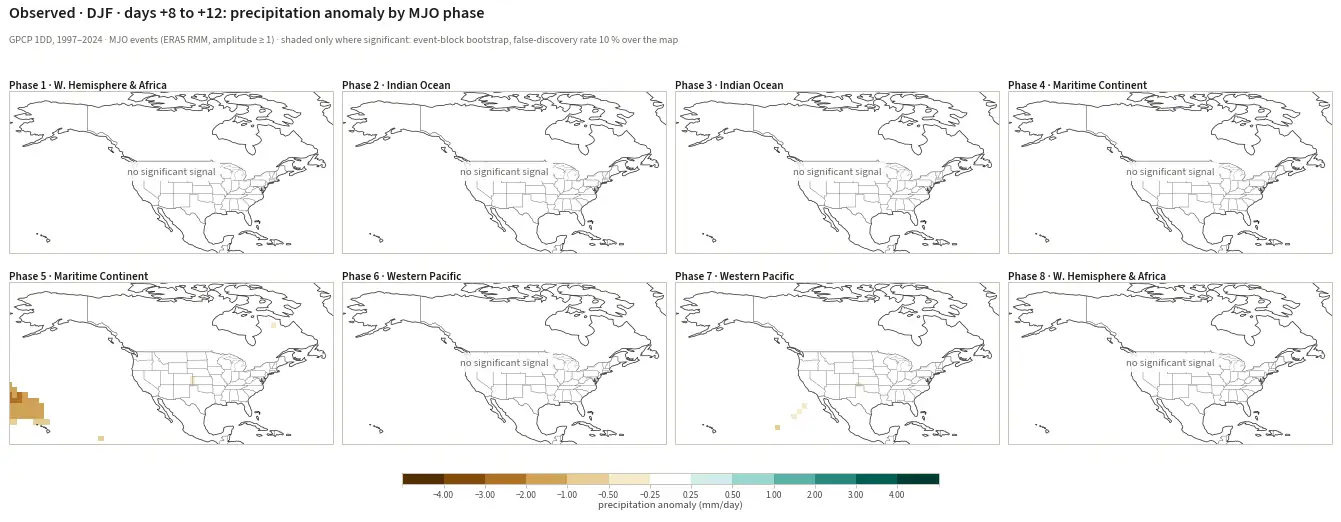 Observed · DJF · days +8 to +12: precipitation anomaly by MJO phase
GPCP 1DD, 1997–2024 · MJO events (ERA5 RMM, amplitude ≥ 1) · shaded only where significant: event-block bootstrap, false-discovery rate 10 % over the map
Phase 1 · W. Hemisphere & Africa
Phase 2 · Indian Ocean
Phase 3 · Indian Ocean
Phase 4 · Maritime Continent
no significant signal
no significant signal
no significant signal
no significant signal
Phase 5 · Maritime Continent
Phase 6 · Western Pacific
Phase 7 · Western Pacific
Phase 8 · W. Hemisphere & Africa
no significant signal
no significant signal
−4.00 −3.00 −2.00 −1.00 −0.50 −0.25 0.25 0.50 1.00 2.00 3.00 4.00
precipitation anomaly (mm/day)